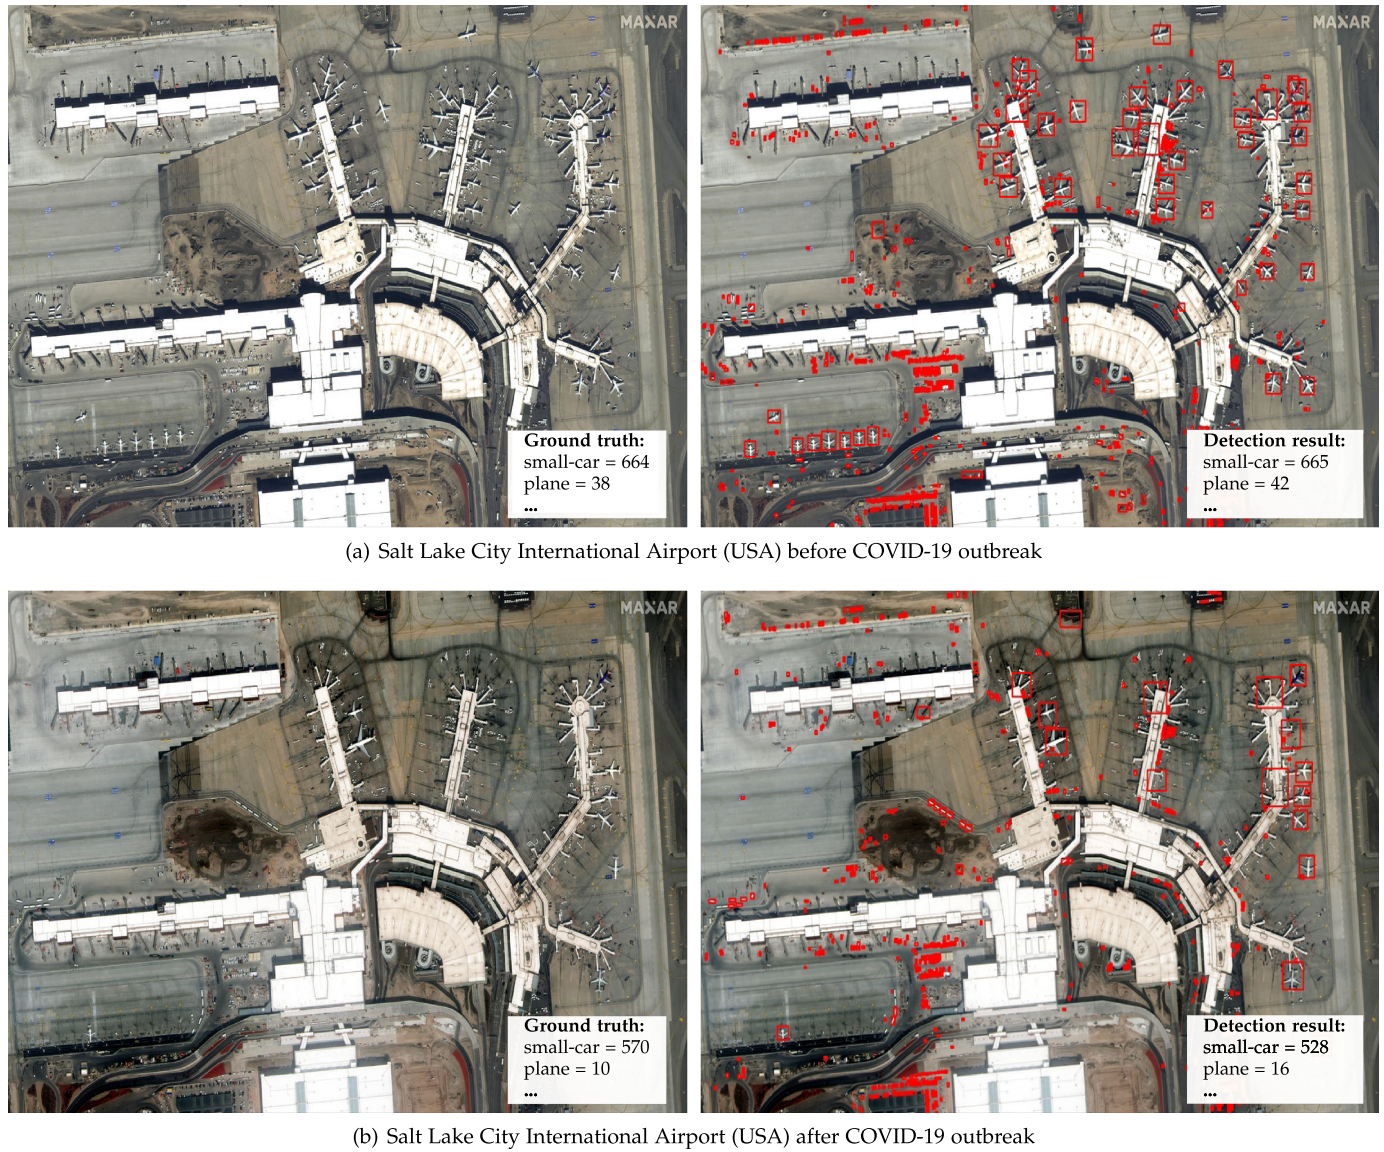 MAXAR
MAXAR
Ground truth:
small-car = 664
plane = 38
...
Detection result:
small-car = 665
plane = 42
...
(a) Salt Lake City International Airport (USA) before COVID-19 outbreak
MAXAR
MAXAR
Ground truth:
small-car = 570
plane = 10
...
Detection result:
small-car = 528
plane = 16
...
(b) Salt Lake City International Airport (USA) after COVID-19 outbreak